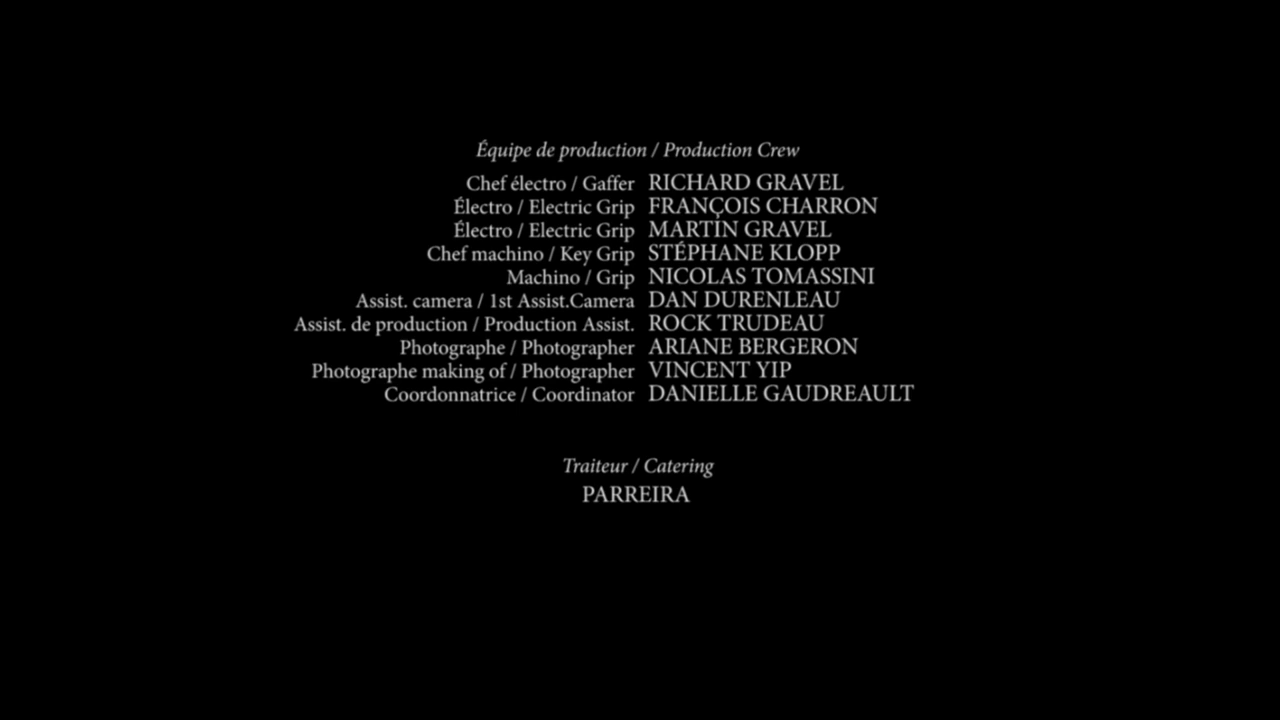 Équipe de production / Production Crew
Chef électro / Gaffer RICHARD GRAVEL
Électro / Electric Grip FRANÇOIS CHARRON
Électro / Electric Grip MARTIN GRAVEL
Chef machino / Key Grip STÉPHANE KLOPP
Machino / Grip NICOLAS TOMASSINI
Assist. camera / 1st Assist.Camera DAN DURENLEAU
Assist. de production / Production Assist. ROCK TRUDEAU
Photographe / Photographer ARIANE BERGERON
Photographe making of / Photographer VINCENT YIP
Coordonnatrice / Coordinator DANIELLE GAUDREAULT
Traiteur / Catering
PARREIRA